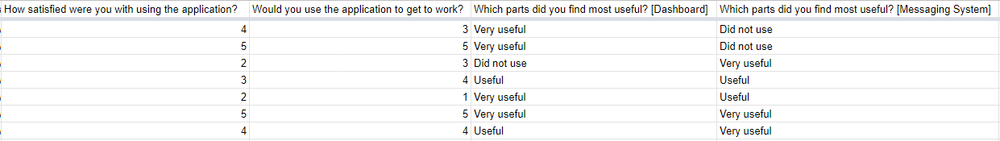 How satisfied were you with using the application? Would you use the application to get to work? Which parts did you find most useful? [Dashboard] Which parts did you find most useful? [Messaging System]
4 3 Very useful Did not use
5 5 Very useful Did not use
2 3 Did not use Very useful
3 4 Useful Useful
2 1 Very useful Useful
5 5 Very useful Very useful
4 4 Useful Very useful